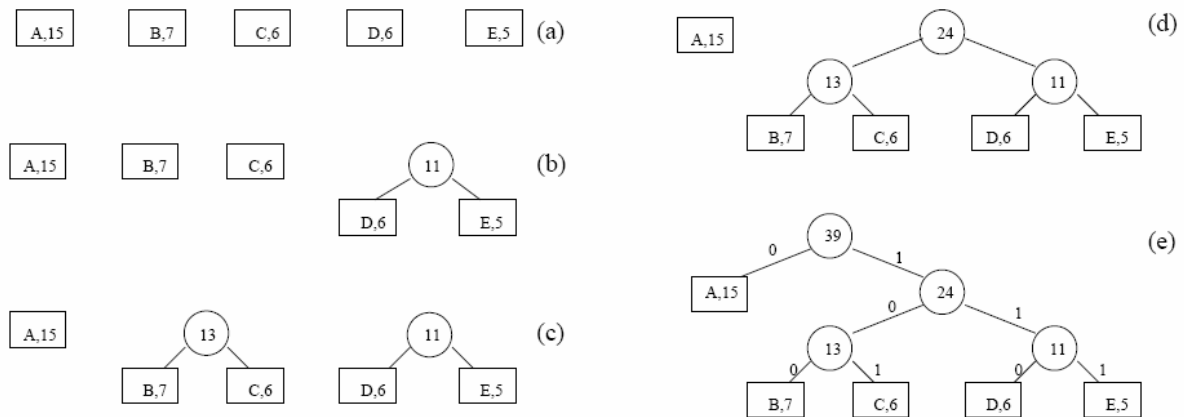 A,15 B,7 C,6 D,6 E,5 (a)
A,15 B,7 C,6 11 (b)
D,6 E,5
A,15 13 11 (c)
B,7 C,6 D,6 E,5
A,15 24 (d)
13 11
B,7 C,6 D,6 E,5
39 (e)
0 1
A,15 24
0 1
13 11
0 1 0 1
B,7 C,6 D,6 E,5